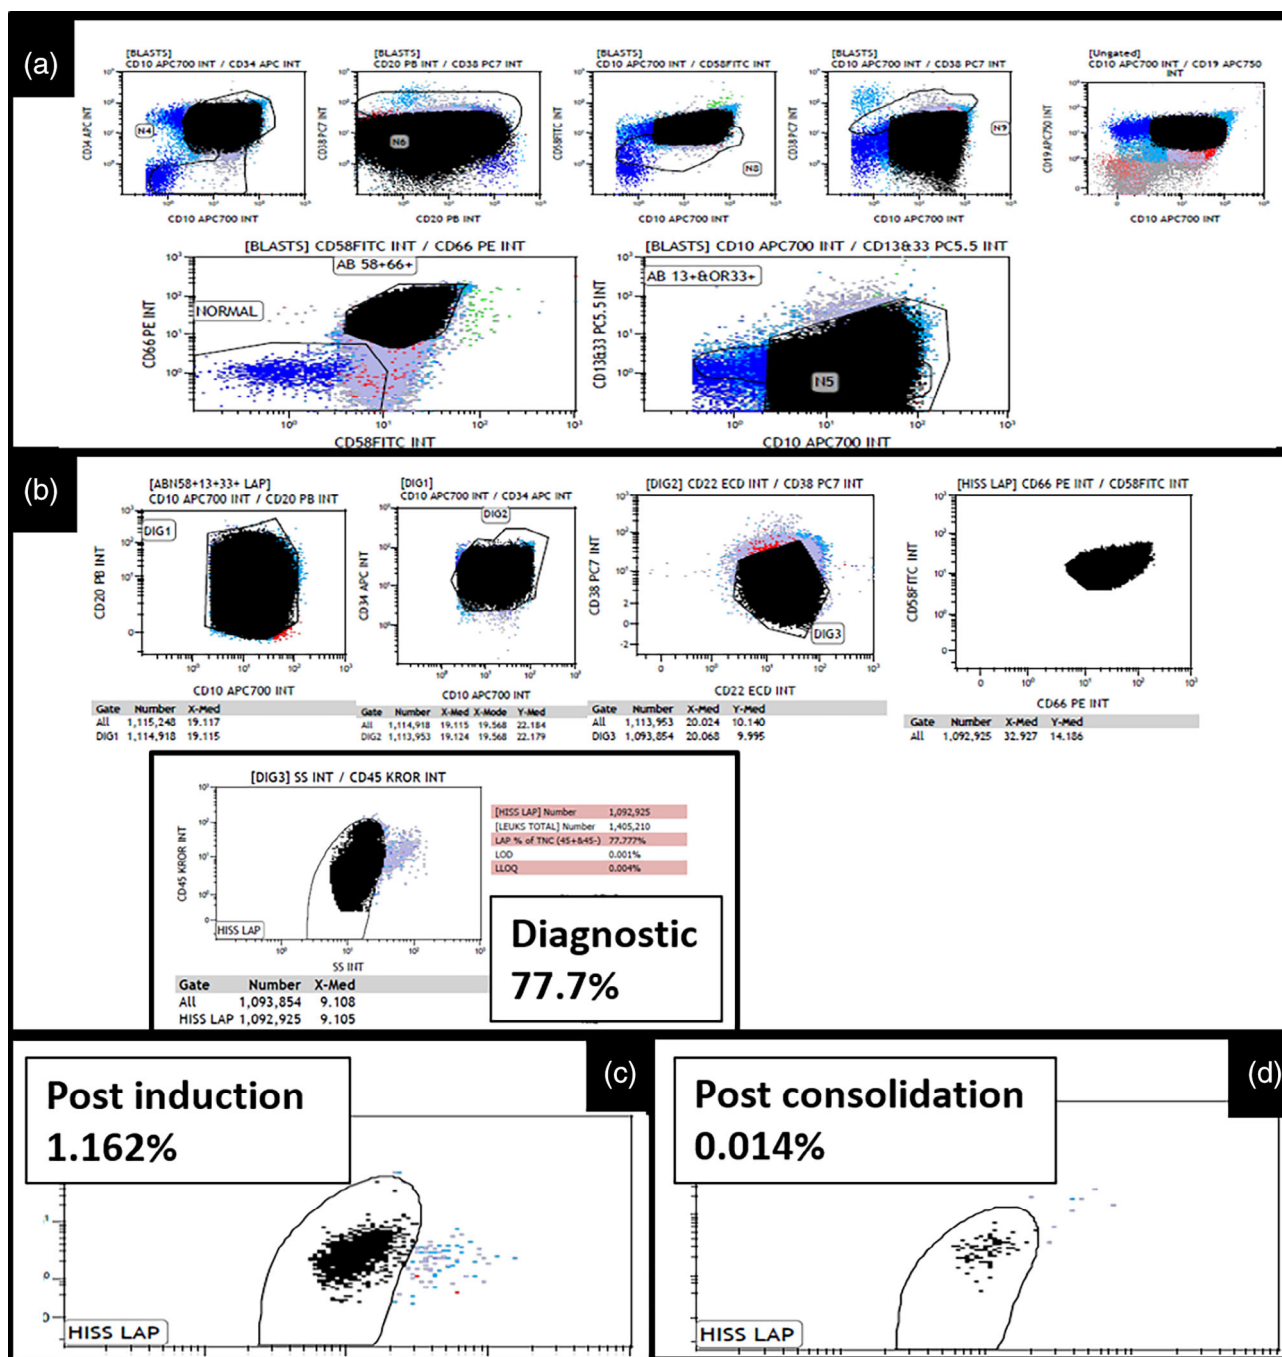 (a)
[BLASTS]
CD10 APC700 INT / CD34 APC INT
CD34 APC INT
N4
CD10 APC700 INT
[BLASTS]
CD20 PB INT / CD38 PC7 INT
CD38 PC7 INT
N6
CD20 PB INT
[BLASTS]
CD10 APC700 INT / CD58FITC INT
CD58FITC INT
N8
CD10 APC700 INT
[BLASTS]
CD10 APC700 INT / CD38 PC7 INT
CD38 PC7 INT
N9
CD10 APC700 INT
[Ungated]
CD10 APC700 INT / CD19 APC750
INT
CD19 APC750 INT
CD10 APC700 INT
[BLASTS] CD58FITC INT / CD66 PE INT
AB 58+66+
NORMAL
CD66 PE INT
CD58FITC INT
[BLASTS] CD10 APC700 INT / CD13&33 PC5.5 INT
AB 13+&OR33+
CD13&33 PC5.5 INT
N5
CD10 APC700 INT
(b)
[ABN58+13+33+ LAP]
CD10 APC700 INT / CD20 PB INT
DIG1
CD20 PB INT
CD10 APC700 INT
Gate Number X-Med
All 1,115,248 19.117
DIG1 1,114,918 19.115
[DIG1]
CD10 APC700 INT / CD34 APC INT
DIG2
CD34 APC INT
CD10 APC700 INT
Gate Number X-Med X-Mode Y-Med
All 1,114,918 19.115 19.568 22.184
DIG2 1,113,953 19.124 19.568 22.179
[DIG2] CD22 ECD INT / CD38 PC7 INT
CD38 PC7 INT
DIG3
CD22 ECD INT
Gate Number X-Med Y-Med
All 1,113,953 20.024 10.140
DIG3 1,093,854 20.068 9.995
[HISS LAP] CD66 PE INT / CD58FITC INT
CD58FITC INT
CD66 PE INT
Gate Number X-Med Y-Med
All 1,092,925 32.927 14.186
[DIG3] SS INT / CD45 KROR INT
CD45 KROR INT
HISS LAP
SS INT
Gate Number X-Med
All 1,093,854 9.108
HISS LAP 1,092,925 9.105
[HISS LAP] Number 1,092,925
[LEUKS TOTAL] Number 1,405,210
LAP % of TNC (45+&45-) 77.777%
LOD 0.001%
LLOQ 0.004%
Diagnostic
77.7%
(c)
Post induction
1.162%
HISS LAP
(d)
Post consolidation
0.014%
HISS LAP